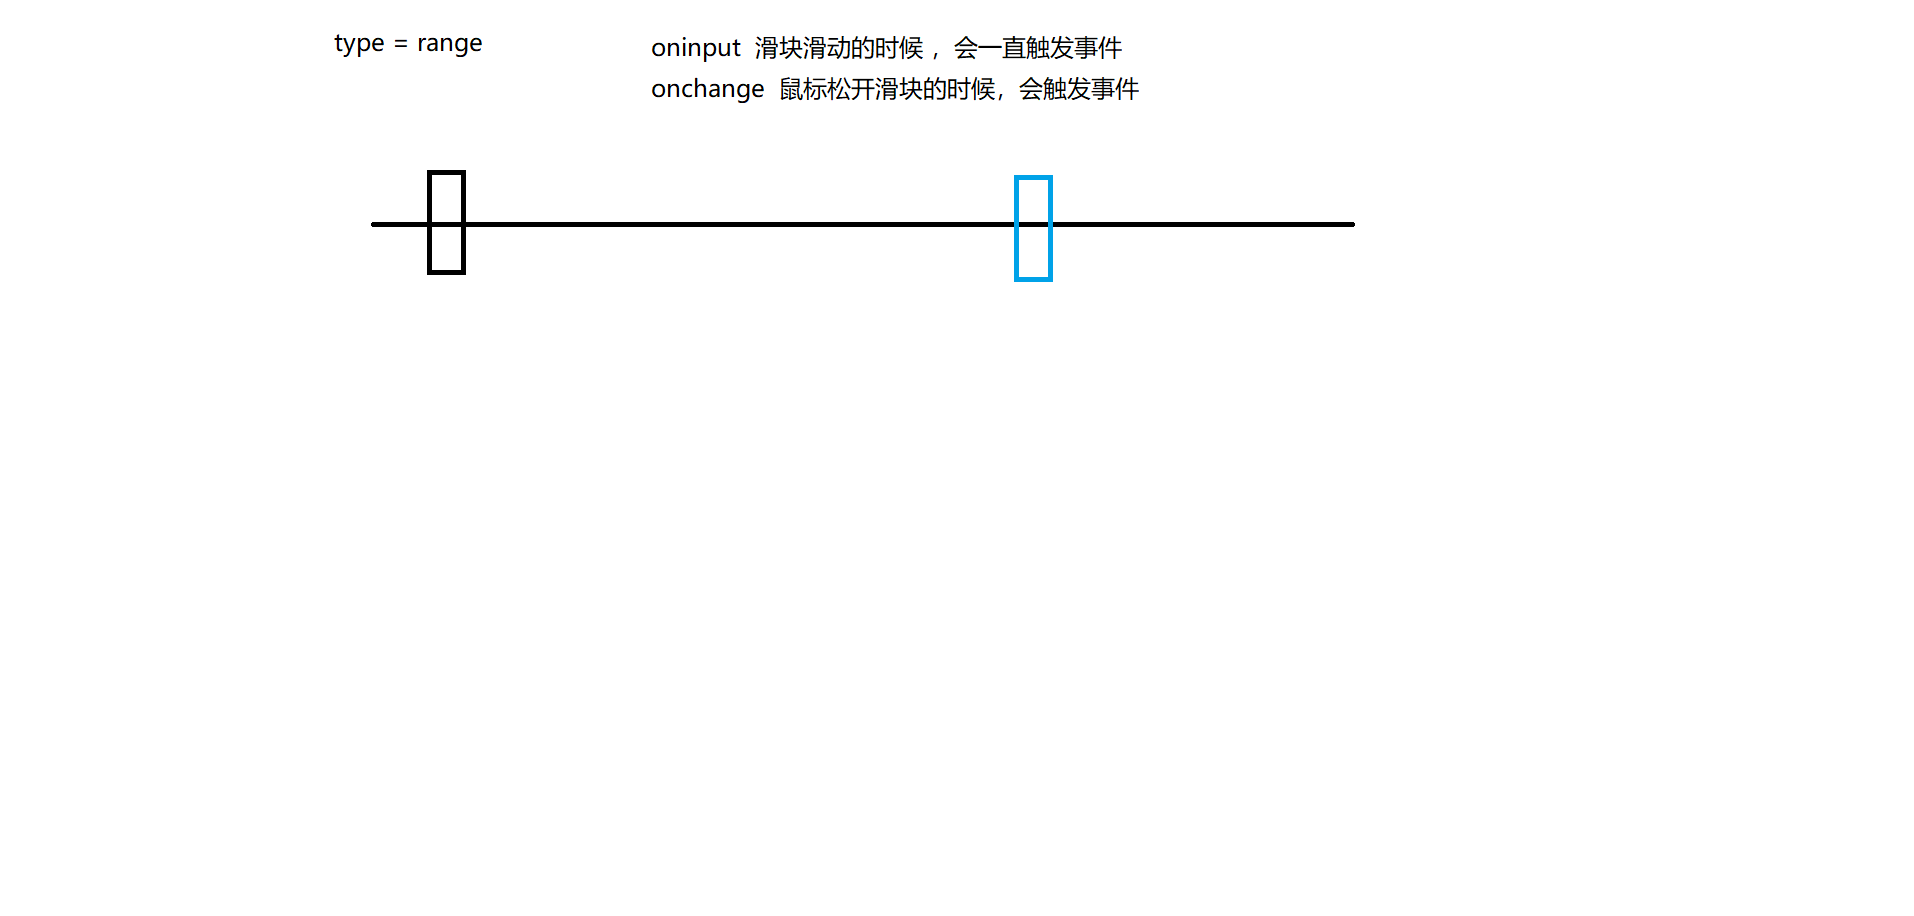 type = range
oninput 滑块滑动的时候 ，会一直触发事件
onchange 鼠标松开滑块的时候，会触发事件